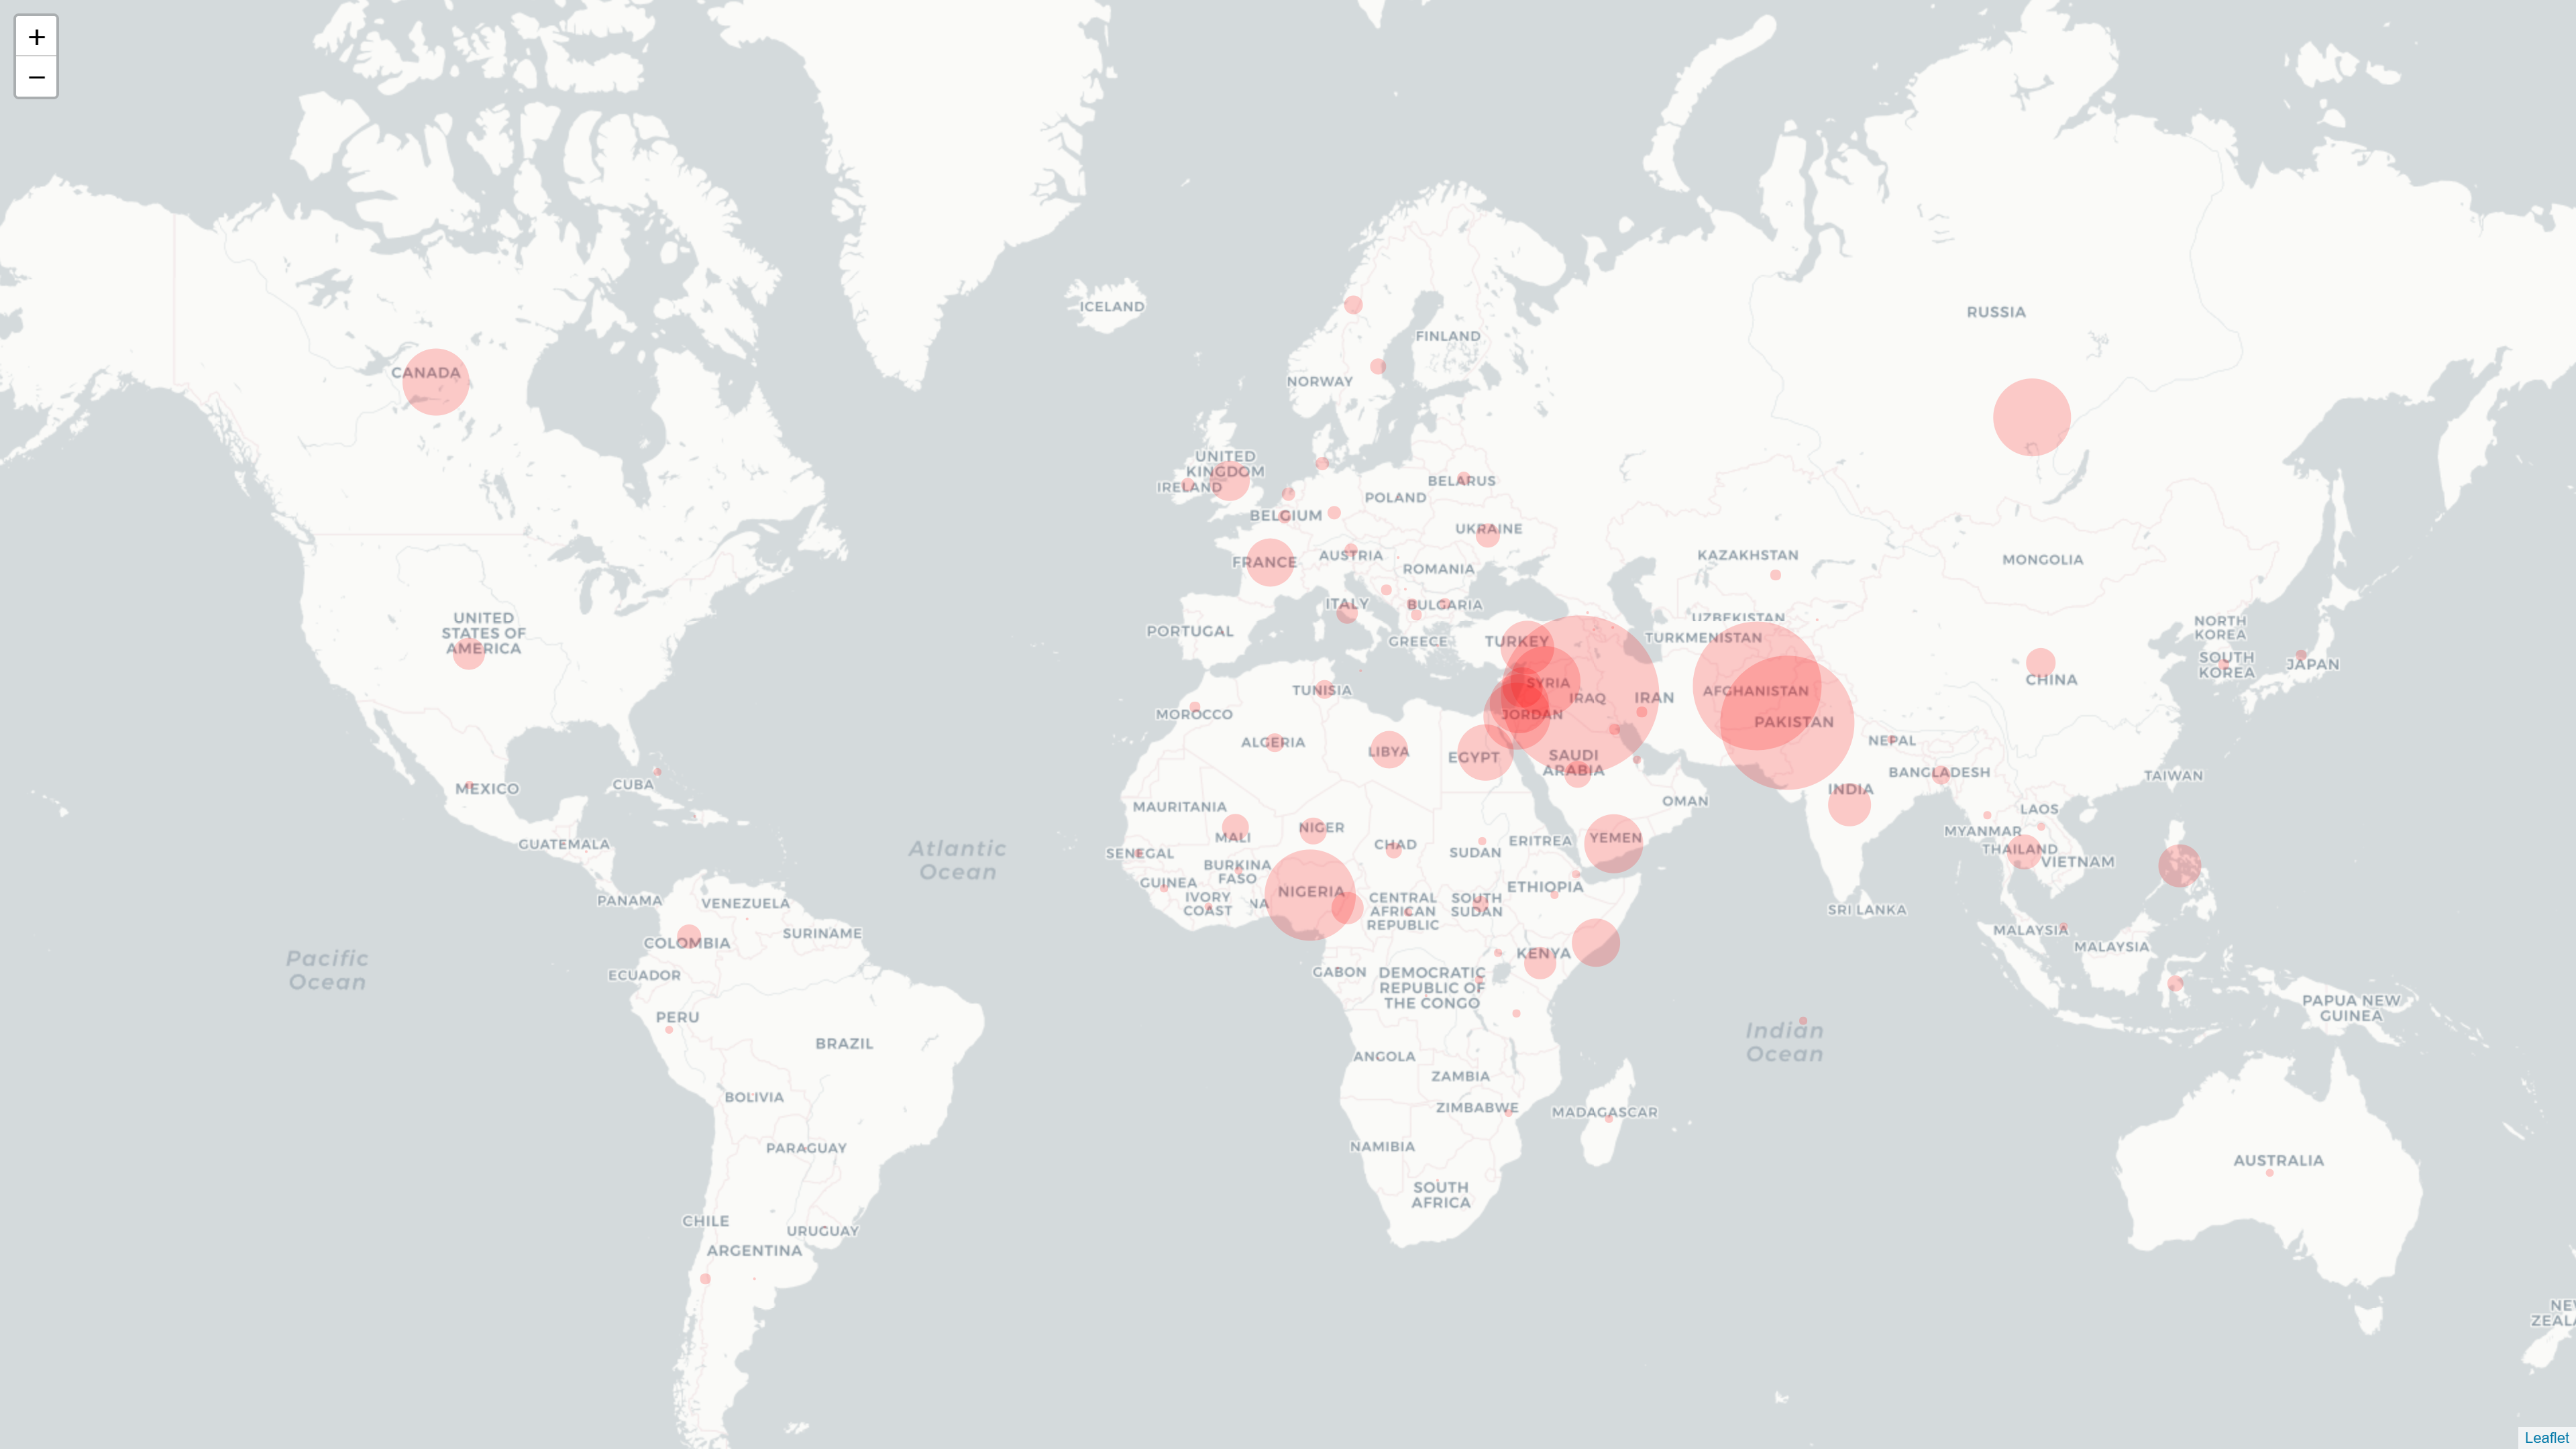 +
−
ICELAND
RUSSIA
FINLAND
CANADA
NORWAY
UNITED
KINGDOM
IRELAND
BELARUS
POLAND
BELGIUM
UKRAINE
AUSTRIA
KAZAKHSTAN
MONGOLIA
FRANCE
ROMANIA
ITALY
BULGARIA
UNITED
STATES OF
AMERICA
UZBEKISTAN
NORTH
KOREA
PORTUGAL
GREECE
TURKEY
TURKMENISTAN
SOUTH
KOREA
JAPAN
CHINA
TUNISIA
SYRIA
IRAQ
IRAN
AFGHANISTAN
MOROCCO
JORDAN
PAKISTAN
ALGERIA
LIBYA
EGYPT
SAUDI
ARABIA
NEPAL
BANGLADESH
TAIWAN
MEXICO
CUBA
INDIA
OMAN
MAURITANIA
LAOS
MALI
NIGER
CHAD
SUDAN
ERITREA
YEMEN
MYANMAR
GUATEMALA
Atlantic
Ocean
SENEGAL
BURKINA
FASO
THAILAND
VIETNAM
GUINEA
NIGERIA
ETHIOPIA
IVORY
COAST
NA
CENTRAL
AFRICAN
REPUBLIC
SOUTH
SUDAN
PANAMA
VENEZUELA
SRI LANKA
SURINAME
COLOMBIA
MALAYSIA
MALAYSIA
KENYA
Pacific
Ocean
ECUADOR
GABON
DEMOCRATIC
REPUBLIC OF
THE CONGO
PAPUA NEW
GUINEA
PERU
BRAZIL
Indian
Ocean
ANGOLA
ZAMBIA
BOLIVIA
ZIMBABWE
MADAGASCAR
PARAGUAY
NAMIBIA
AUSTRALIA
SOUTH
AFRICA
CHILE
URUGUAY
ARGENTINA
NEW
ZEALA
Leaflet